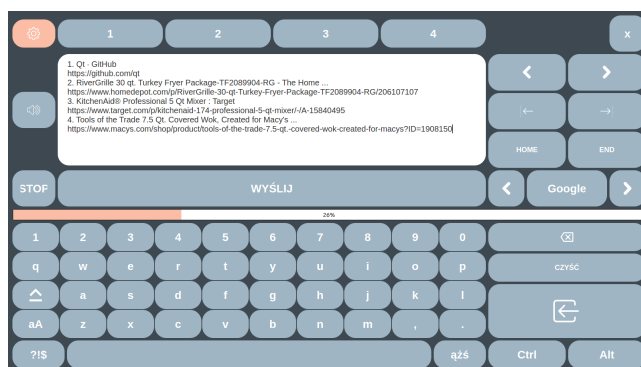 1
2
3
4
x
1. Qt · GitHub
https://github.com/qt
2. RiverGrille 30 qt. Turkey Fryer Package-TF2089904-RG - The Home ...
https://www.homedepot.com/p/RiverGrille-30-qt-Turkey-Fryer-Package-TF2089904-RG/206107107
3. KitchenAid® Professional 5 Qt Mixer : Target
https://www.target.com/p/kitchenaid-174-professional-5-qt-mixer/-/A-15840495
4. Tools of the Trade 7.5 Qt. Covered Wok, Created for Macy's ...
https://www.macys.com/shop/product/tools-of-the-trade-7.5-qt.-covered-wok-created-for-macys?ID=1908150
HOME END
STOP WYŚLIJ Google
26%
1 2 3 4 5 6 7 8 9 0
q w e r t y u i o p CZYŚĆ
a s d f g h j k l
aA z x c v b n m , .
?!$ ążś Ctrl Alt